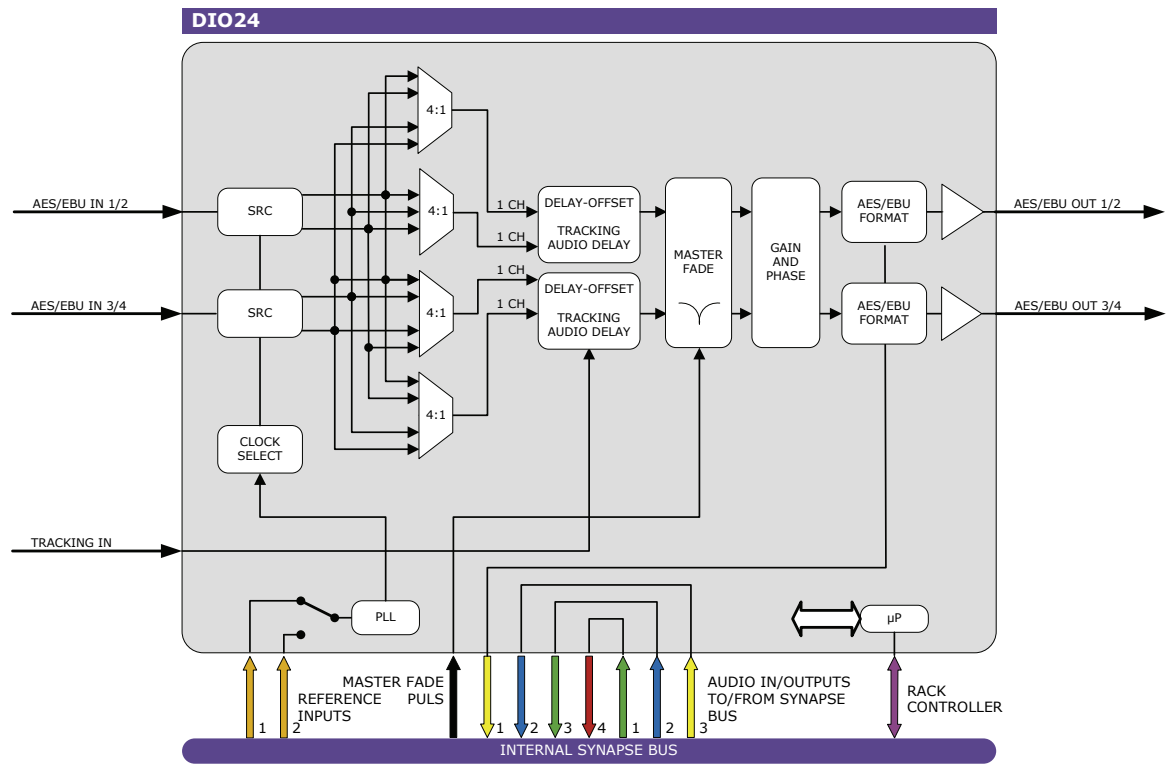 DIO24
4:1
AES/EBU IN 1/2
SRC
4:1
1 CH
1 CH
DELAY-OFFSET
TRACKING
AUDIO DELAY
MASTER
FADE
GAIN
AND
PHASE
AES/EBU
FORMAT
AES/EBU OUT 1/2
AES/EBU IN 3/4
SRC
4:1
1 CH
1 CH
DELAY-OFFSET
TRACKING
AUDIO DELAY
AES/EBU
FORMAT
AES/EBU OUT 3/4
4:1
CLOCK
SELECT
TRACKING IN
PLL
µP
REFERENCE
INPUTS
1
2
MASTER FADE
PULS
1
2
3
4
1
2
3
AUDIO IN/OUTPUTS
TO/FROM SYNAPSE
BUS
RACK
CONTROLLER
INTERNAL SYNAPSE BUS